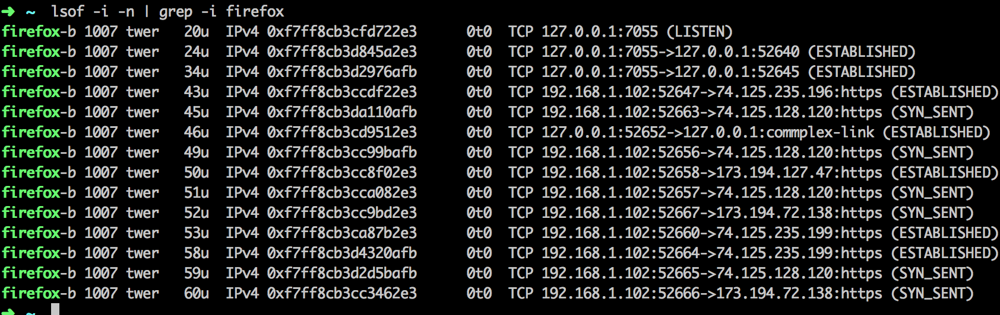 ➜ ~ lsof -i -n | grep -i firefox
firefox-b 1007 twer 20u IPv4 0xf7ff8cb3cfd722e3 0t0 TCP 127.0.0.1:7055 (LISTEN)
firefox-b 1007 twer 24u IPv4 0xf7ff8cb3d845a2e3 0t0 TCP 127.0.0.1:7055->127.0.0.1:52640 (ESTABLISHED)
firefox-b 1007 twer 34u IPv4 0xf7ff8cb3d2976afb 0t0 TCP 127.0.0.1:7055->127.0.0.1:52645 (ESTABLISHED)
firefox-b 1007 twer 43u IPv4 0xf7ff8cb3ccdf22e3 0t0 TCP 192.168.1.102:52647->74.125.235.196:https (ESTABLISHED)
firefox-b 1007 twer 45u IPv4 0xf7ff8cb3da110afb 0t0 TCP 192.168.1.102:52663->74.125.128.120:https (SYN_SENT)
firefox-b 1007 twer 46u IPv4 0xf7ff8cb3cd9512e3 0t0 TCP 127.0.0.1:52652->127.0.0.1:commplex-link (ESTABLISHED)
firefox-b 1007 twer 49u IPv4 0xf7ff8cb3cc99bafb 0t0 TCP 192.168.1.102:52656->74.125.128.120:https (SYN_SENT)
firefox-b 1007 twer 50u IPv4 0xf7ff8cb3cc8f02e3 0t0 TCP 192.168.1.102:52658->173.194.127.47:https (ESTABLISHED)
firefox-b 1007 twer 51u IPv4 0xf7ff8cb3cca082e3 0t0 TCP 192.168.1.102:52657->74.125.128.120:https (SYN_SENT)
firefox-b 1007 twer 52u IPv4 0xf7ff8cb3cc9bd2e3 0t0 TCP 192.168.1.102:52667->173.194.72.138:https (SYN_SENT)
firefox-b 1007 twer 53u IPv4 0xf7ff8cb3ca87b2e3 0t0 TCP 192.168.1.102:52660->74.125.235.199:https (ESTABLISHED)
firefox-b 1007 twer 58u IPv4 0xf7ff8cb3d4320afb 0t0 TCP 192.168.1.102:52664->74.125.235.199:https (ESTABLISHED)
firefox-b 1007 twer 59u IPv4 0xf7ff8cb3d2d5bafb 0t0 TCP 192.168.1.102:52665->74.125.128.120:https (SYN_SENT)
firefox-b 1007 twer 60u IPv4 0xf7ff8cb3cc3462e3 0t0 TCP 192.168.1.102:52666->173.194.72.138:https (SYN_SENT)
➜ ~